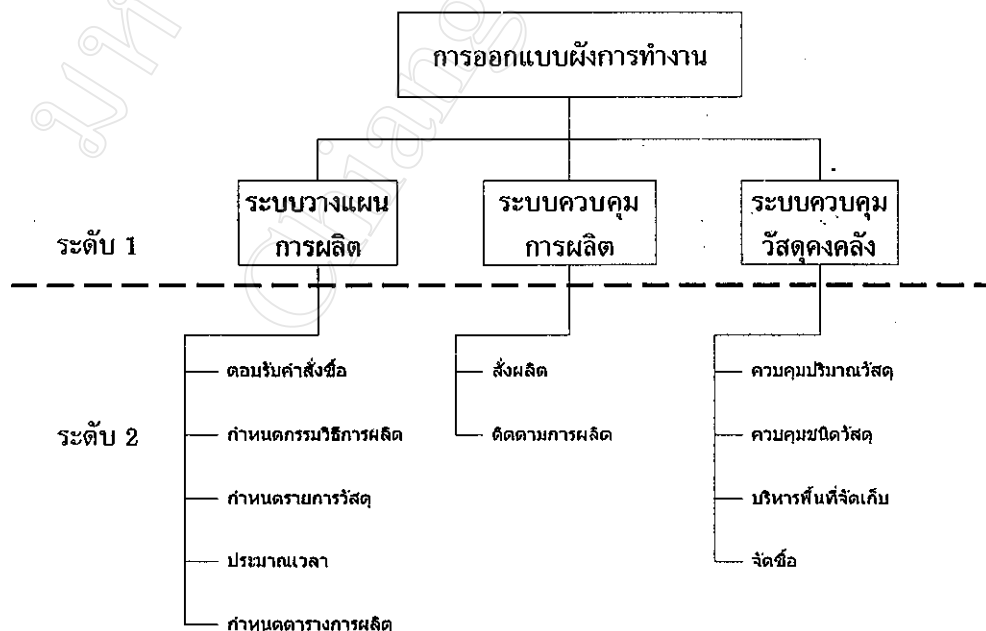 การออกแบบผังการทำงาน
ระบบวางแผน
การผลิต
ระบบควบคุม
การผลิต
ระบบควบคุม
วัสดุคงคลัง
ระดับ 1
ระดับ 2
ตอบรับคำสั่งซื้อ
กำหนดกรรมวิธีการผลิต
กำหนดรายการวัสดุ
ประมาณเวลา
กำหนดตารางการผลิต
สั่งผลิต
ติดตามการผลิต
ควบคุมปริมาณวัสดุ
ควบคุมชนิดวัสดุ
บริหารพื้นที่จัดเก็บ
จัดซื้อ
Chiang